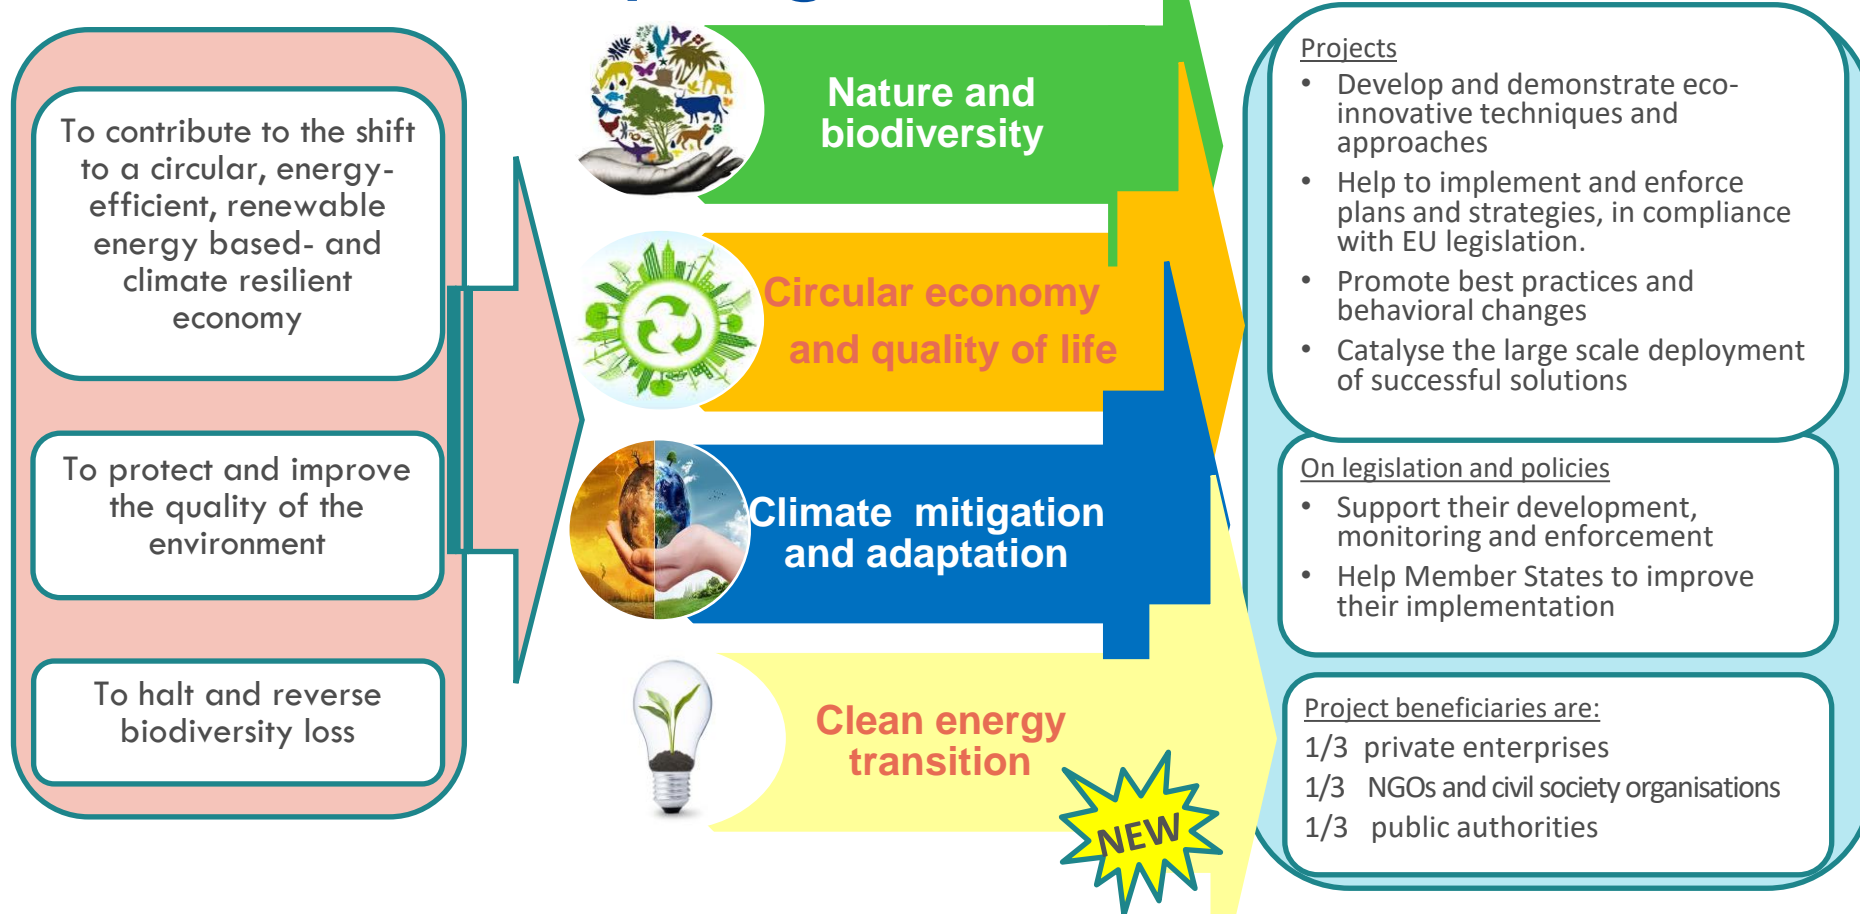 To contribute to the shift
to a circular, energy-
efficient, renewable
energy based- and
climate resilient
economy
To protect and improve
the quality of the
environment
To halt and reverse
biodiversity loss
Nature and
biodiversity
Circular economy
and quality of life
Climate mitigation
and adaptation
Clean energy
transition
NEW
Projects
• Develop and demonstrate eco-
innovative techniques and
approaches
• Help to implement and enforce
plans and strategies, in compliance
with EU legislation.
• Promote best practices and
behavioral changes
• Catalyse the large scale deployment
of successful solutions
On legislation and policies
• Support their development,
monitoring and enforcement
• Help Member States to improve
their implementation
Project beneficiaries are:
1/3 private enterprises
1/3 NGOs and civil society organisations
1/3 public authorities